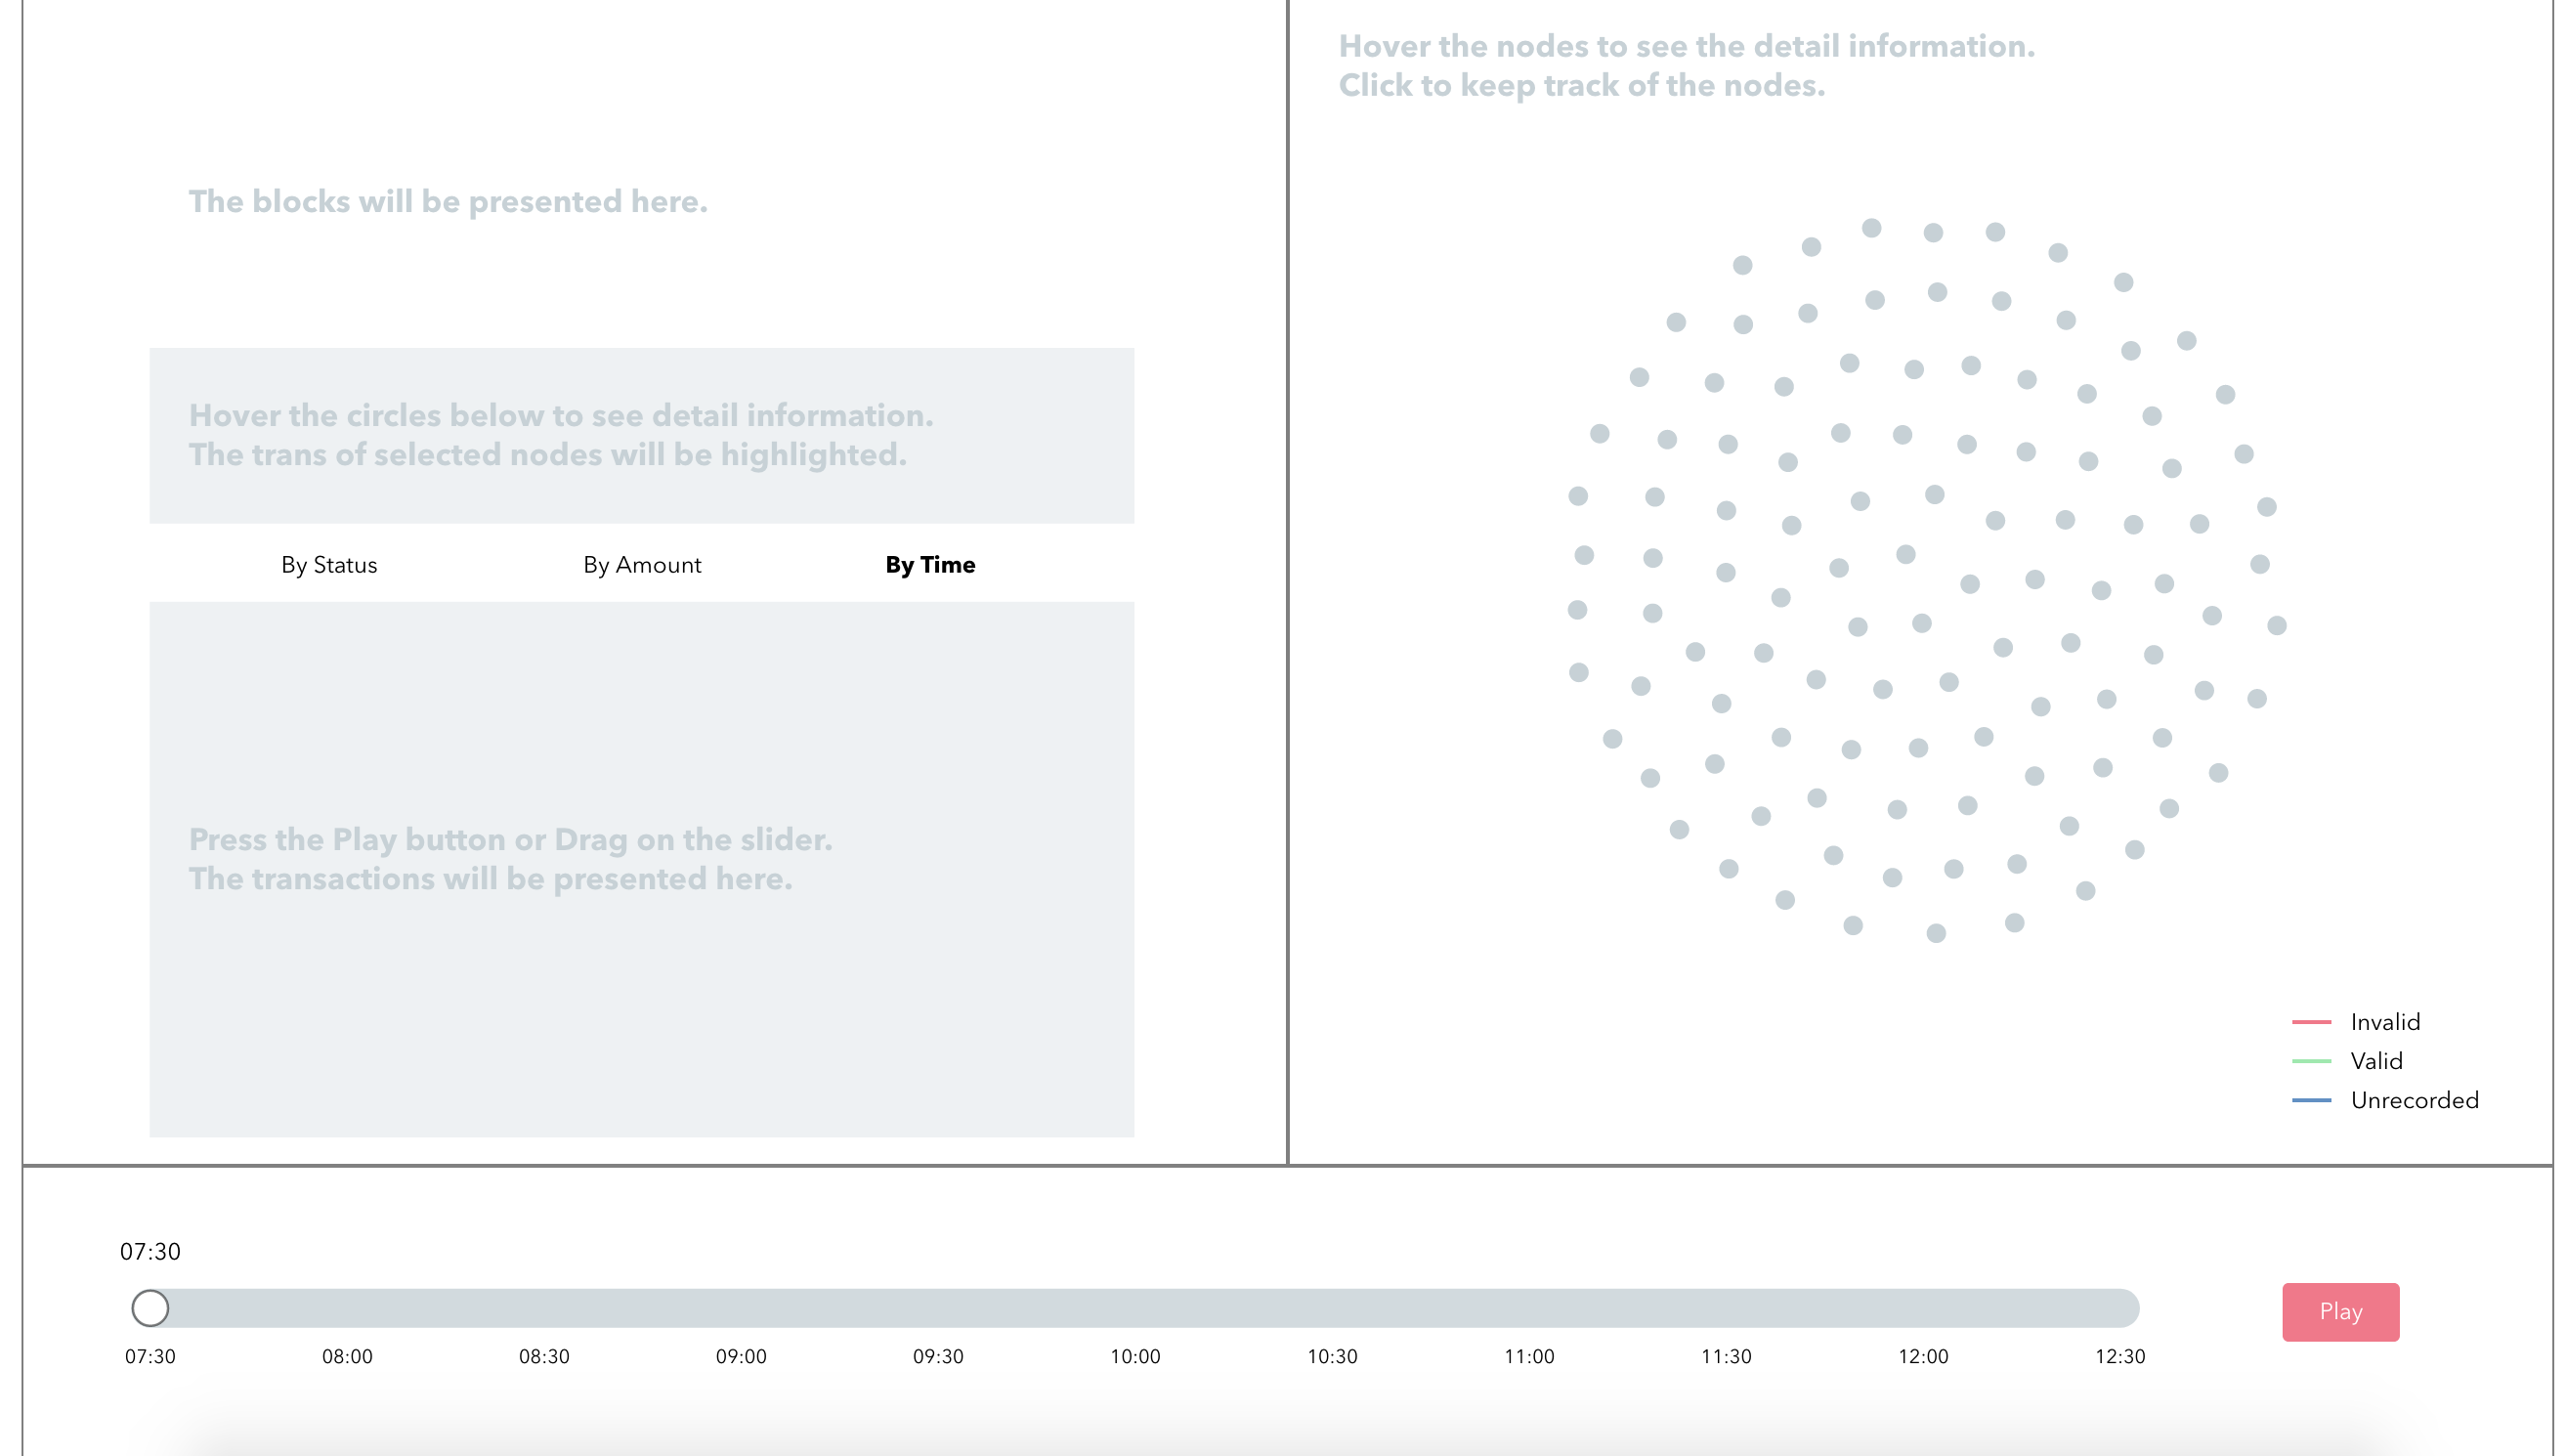 Hover the nodes to see the detail information.
Click to keep track of the nodes.
The blocks will be presented here.
Hover the circles below to see detail information.
The trans of selected nodes will be highlighted.
By Status
By Amount
By Time
Press the Play button or Drag on the slider.
The transactions will be presented here.
Invalid
Valid
Unrecorded
07:30
Play
07:30 08:00 08:30 09:00 09:30 10:00 10:30 11:00 11:30 12:00 12:30